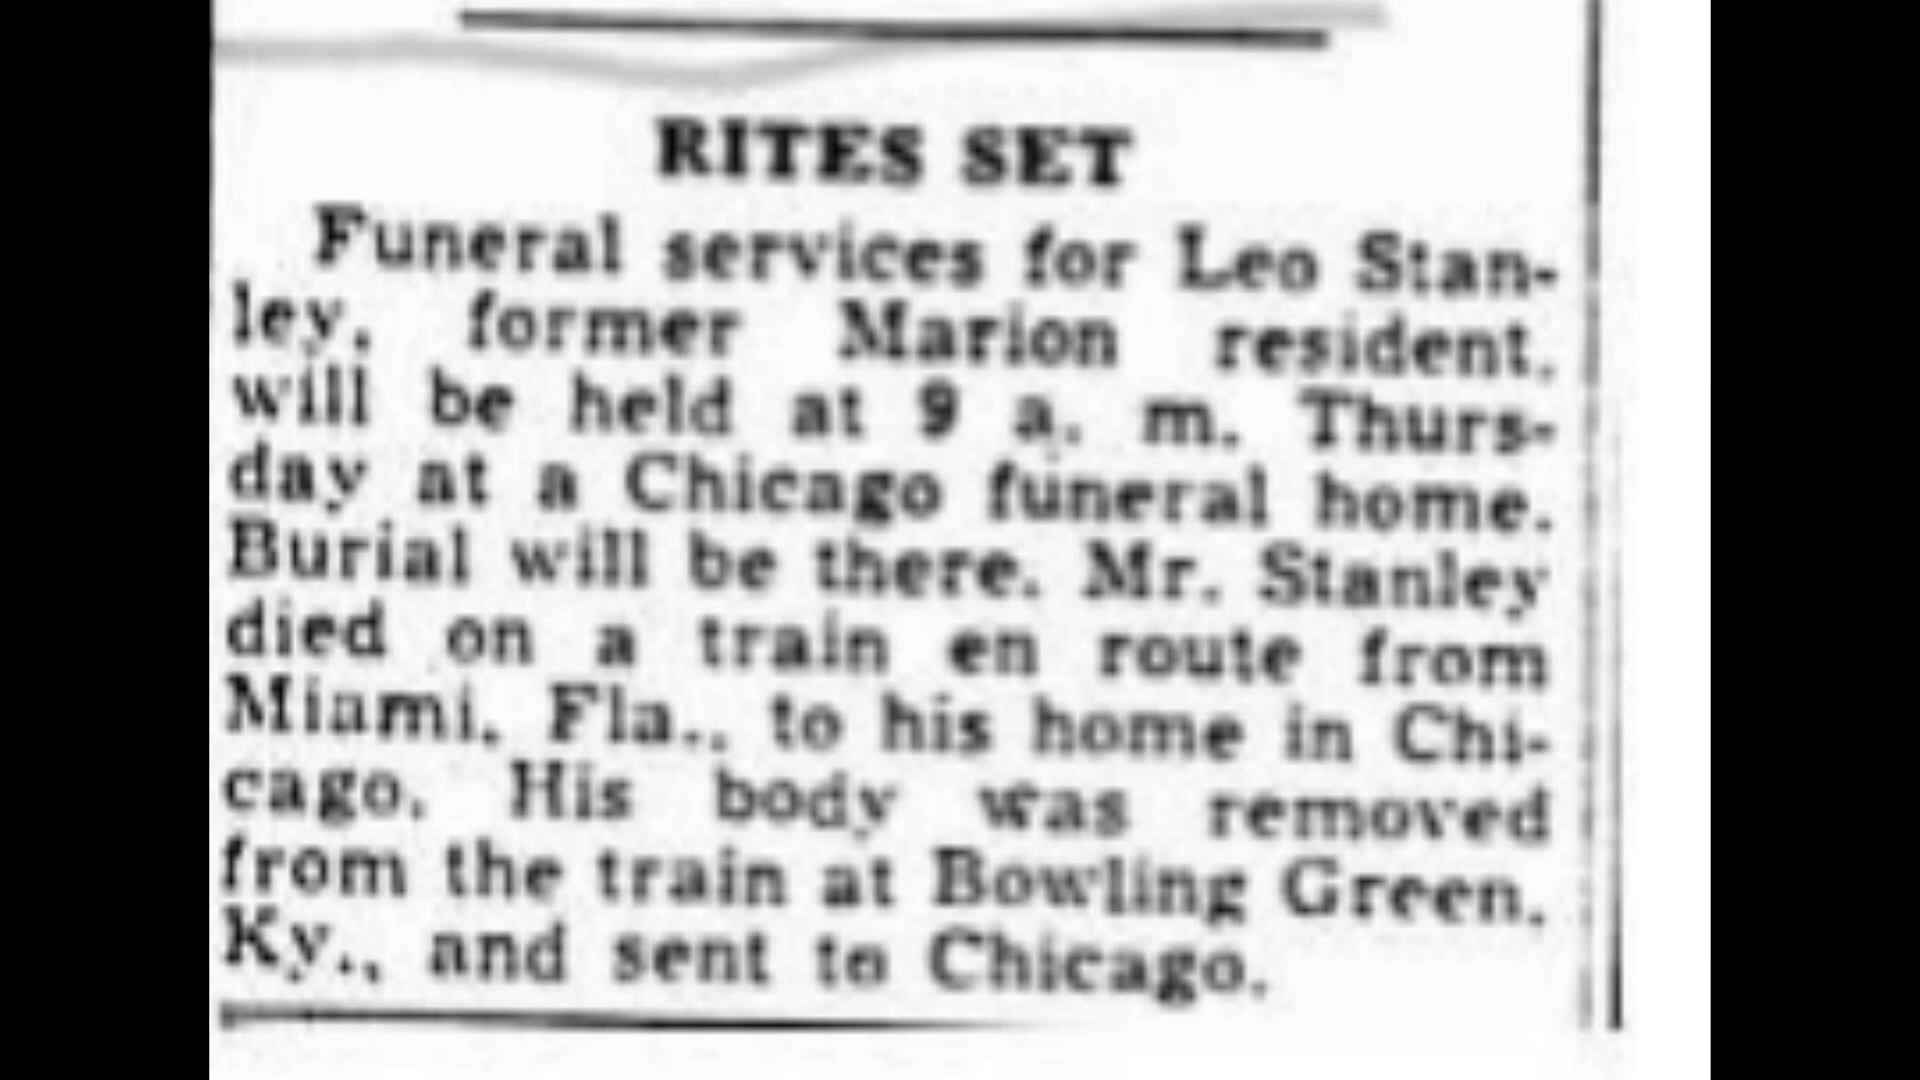 RITES SET
Funeral services for Leo Stan-
ley, former Marion resident,
will be held at 9 a. m. Thurs-
day at a Chicago funeral home.
Burial will be there. Mr. Stanley
died on a train en route from
Miami, Fla., to his home in Chi-
cago. His body was removed
from the train at Bowling Green,
Ky., and sent to Chicago.